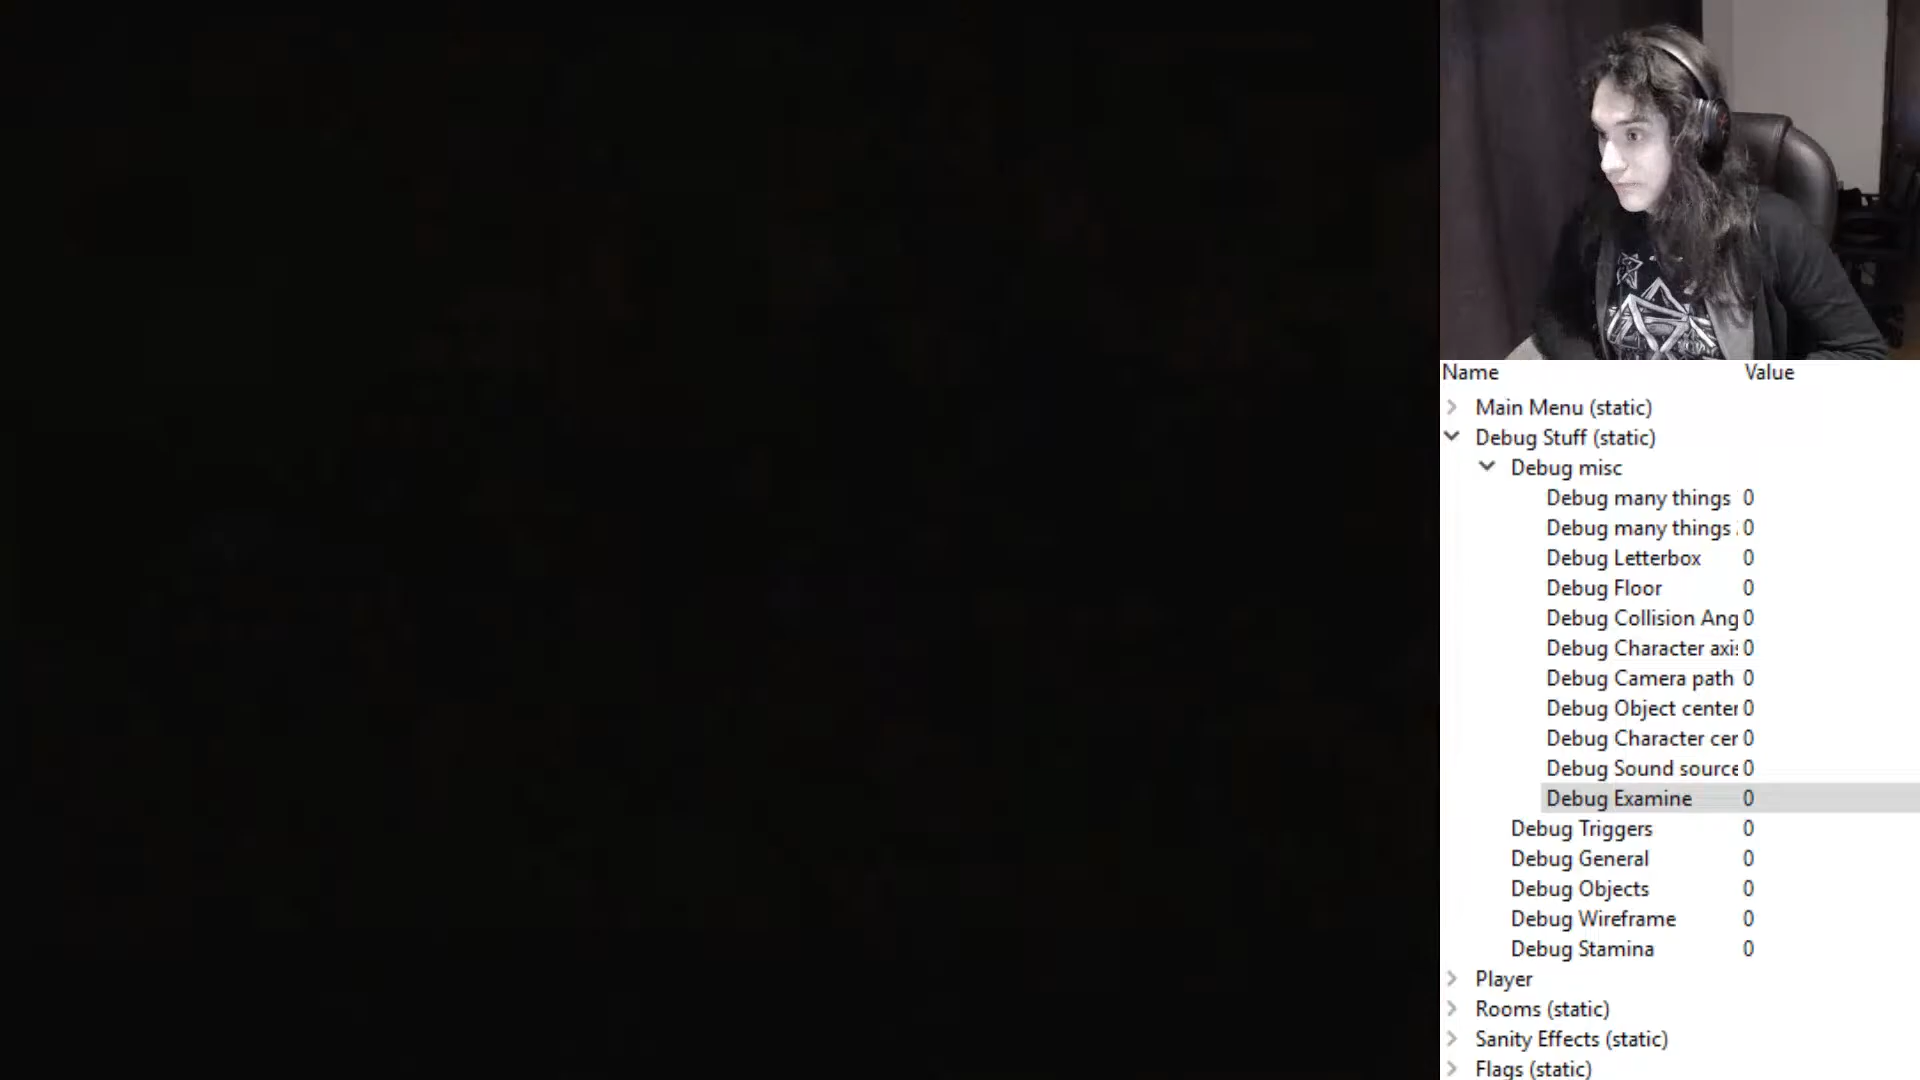 Name Value
Main Menu (static)
Debug Stuff (static)
Debug misc
Debug many things 0
Debug many things 0
Debug Letterbox 0
Debug Floor 0
Debug Collision Ang 0
Debug Character axi 0
Debug Camera path 0
Debug Object center 0
Debug Character cer 0
Debug Sound source 0
Debug Examine 0
Debug Triggers 0
Debug General 0
Debug Objects 0
Debug Wireframe 0
Debug Stamina 0
Player
Rooms (static)
Sanity Effects (static)
Flags (static)